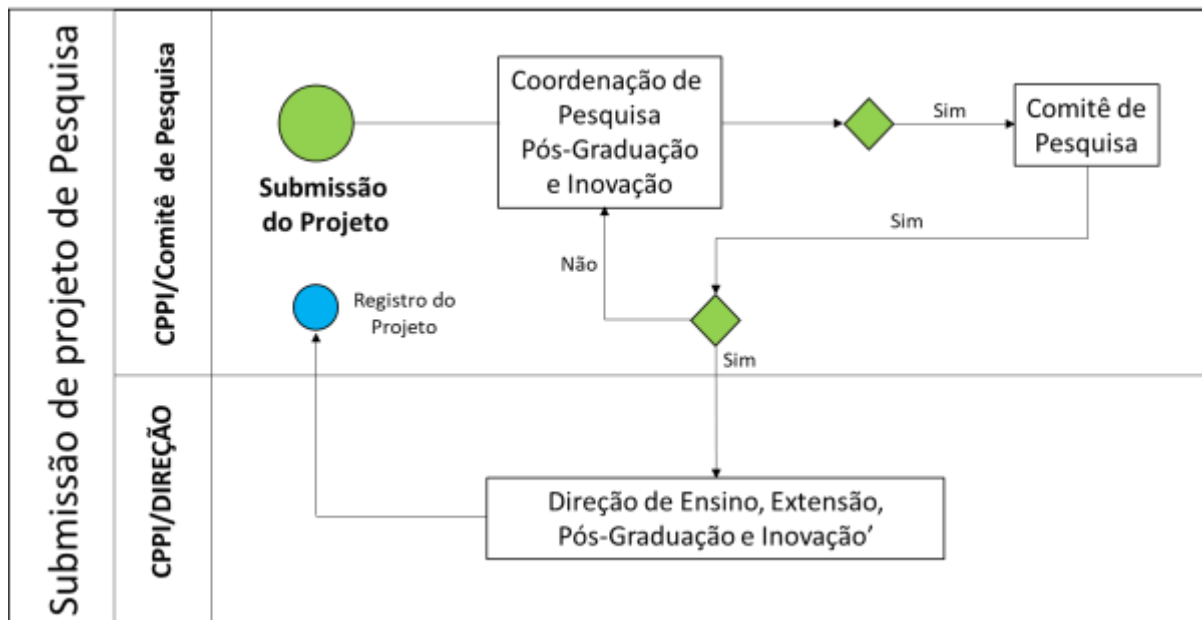 Submissão de projeto de Pesquisa
CPPI/Comitê de Pesquisa
Submissão
do Projeto
Coordenação de
Pesquisa
Pós-Graduação
e Inovação
Sim
Comitê de
Pesquisa
Sim
Não
Registro do
Projeto
Sim
CPPI/DIREÇÃO
Direção de Ensino, Extensão,
Pós-Graduação e Inovação’